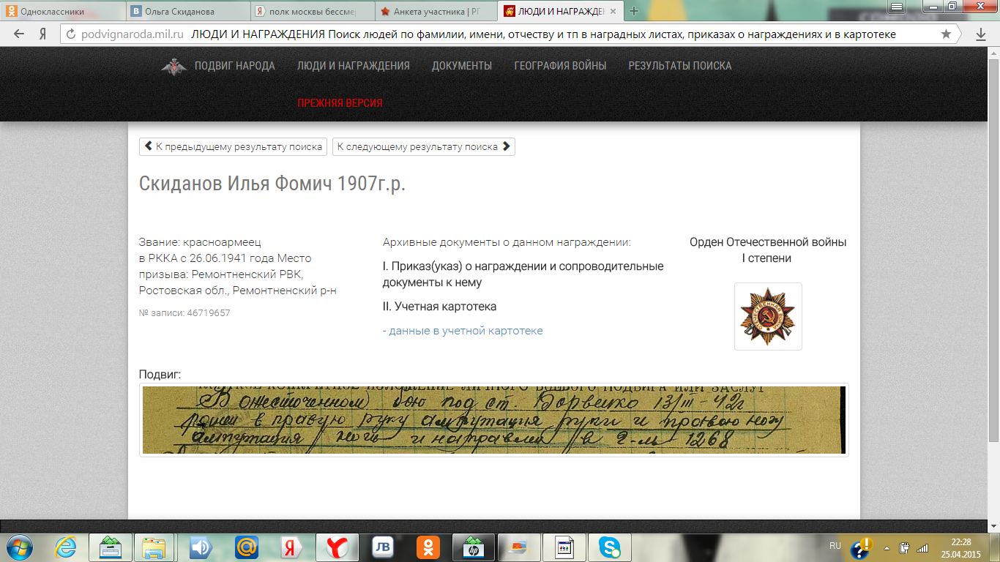 Одноклассники
Ольга Скиданова
полк москвы бессме
Анкета участника | РГ
ЛЮДИ И НАГРАЖДЕН
podvignaroda.mil.ru ЛЮДИ И НАГРАЖДЕНИЯ Поиск людей по фамилии, имени, отчеству и тп в наградных листах, приказах о награждениях и в картотеке
ПОДВИГ НАРОДА ЛЮДИ И НАГРАЖДЕНИЯ ДОКУМЕНТЫ ГЕОГРАФИЯ ВОЙНЫ РЕЗУЛЬТАТЫ ПОИСКА
ПРЕЖНЯЯ ВЕРСИЯ
К предыдущему результату поиска К следующему результату поиска
Скиданов Илья Фомич 1907г.р.
Звание: красноармеец
в РККА с 26.06.1941 года Место
призыва: Ремонтненский РВК,
Ростовская обл., Ремонтненский р-н
№ записи: 46719657
Архивные документы о данном награждении:
I. Приказ(указ) о награждении и сопроводительные
документы к нему
II. Учетная картотека
- данные в учетной картотеке
Орден Отечественной войны
I степени
Подвиг:
КОНКРЕТНОЕ ИЗЛОЖЕНИЕ ЛИЧНОГО БОЕВОГО ПОДВИГА ИЛИ ЗАСЛУГ
В ожесточенном бою под ст. 13/III-42г
ранен в правую руку ампутация руки и правою ногу
ампутация и направлен в г-ль 1268
RU
22:28
25.04.2015